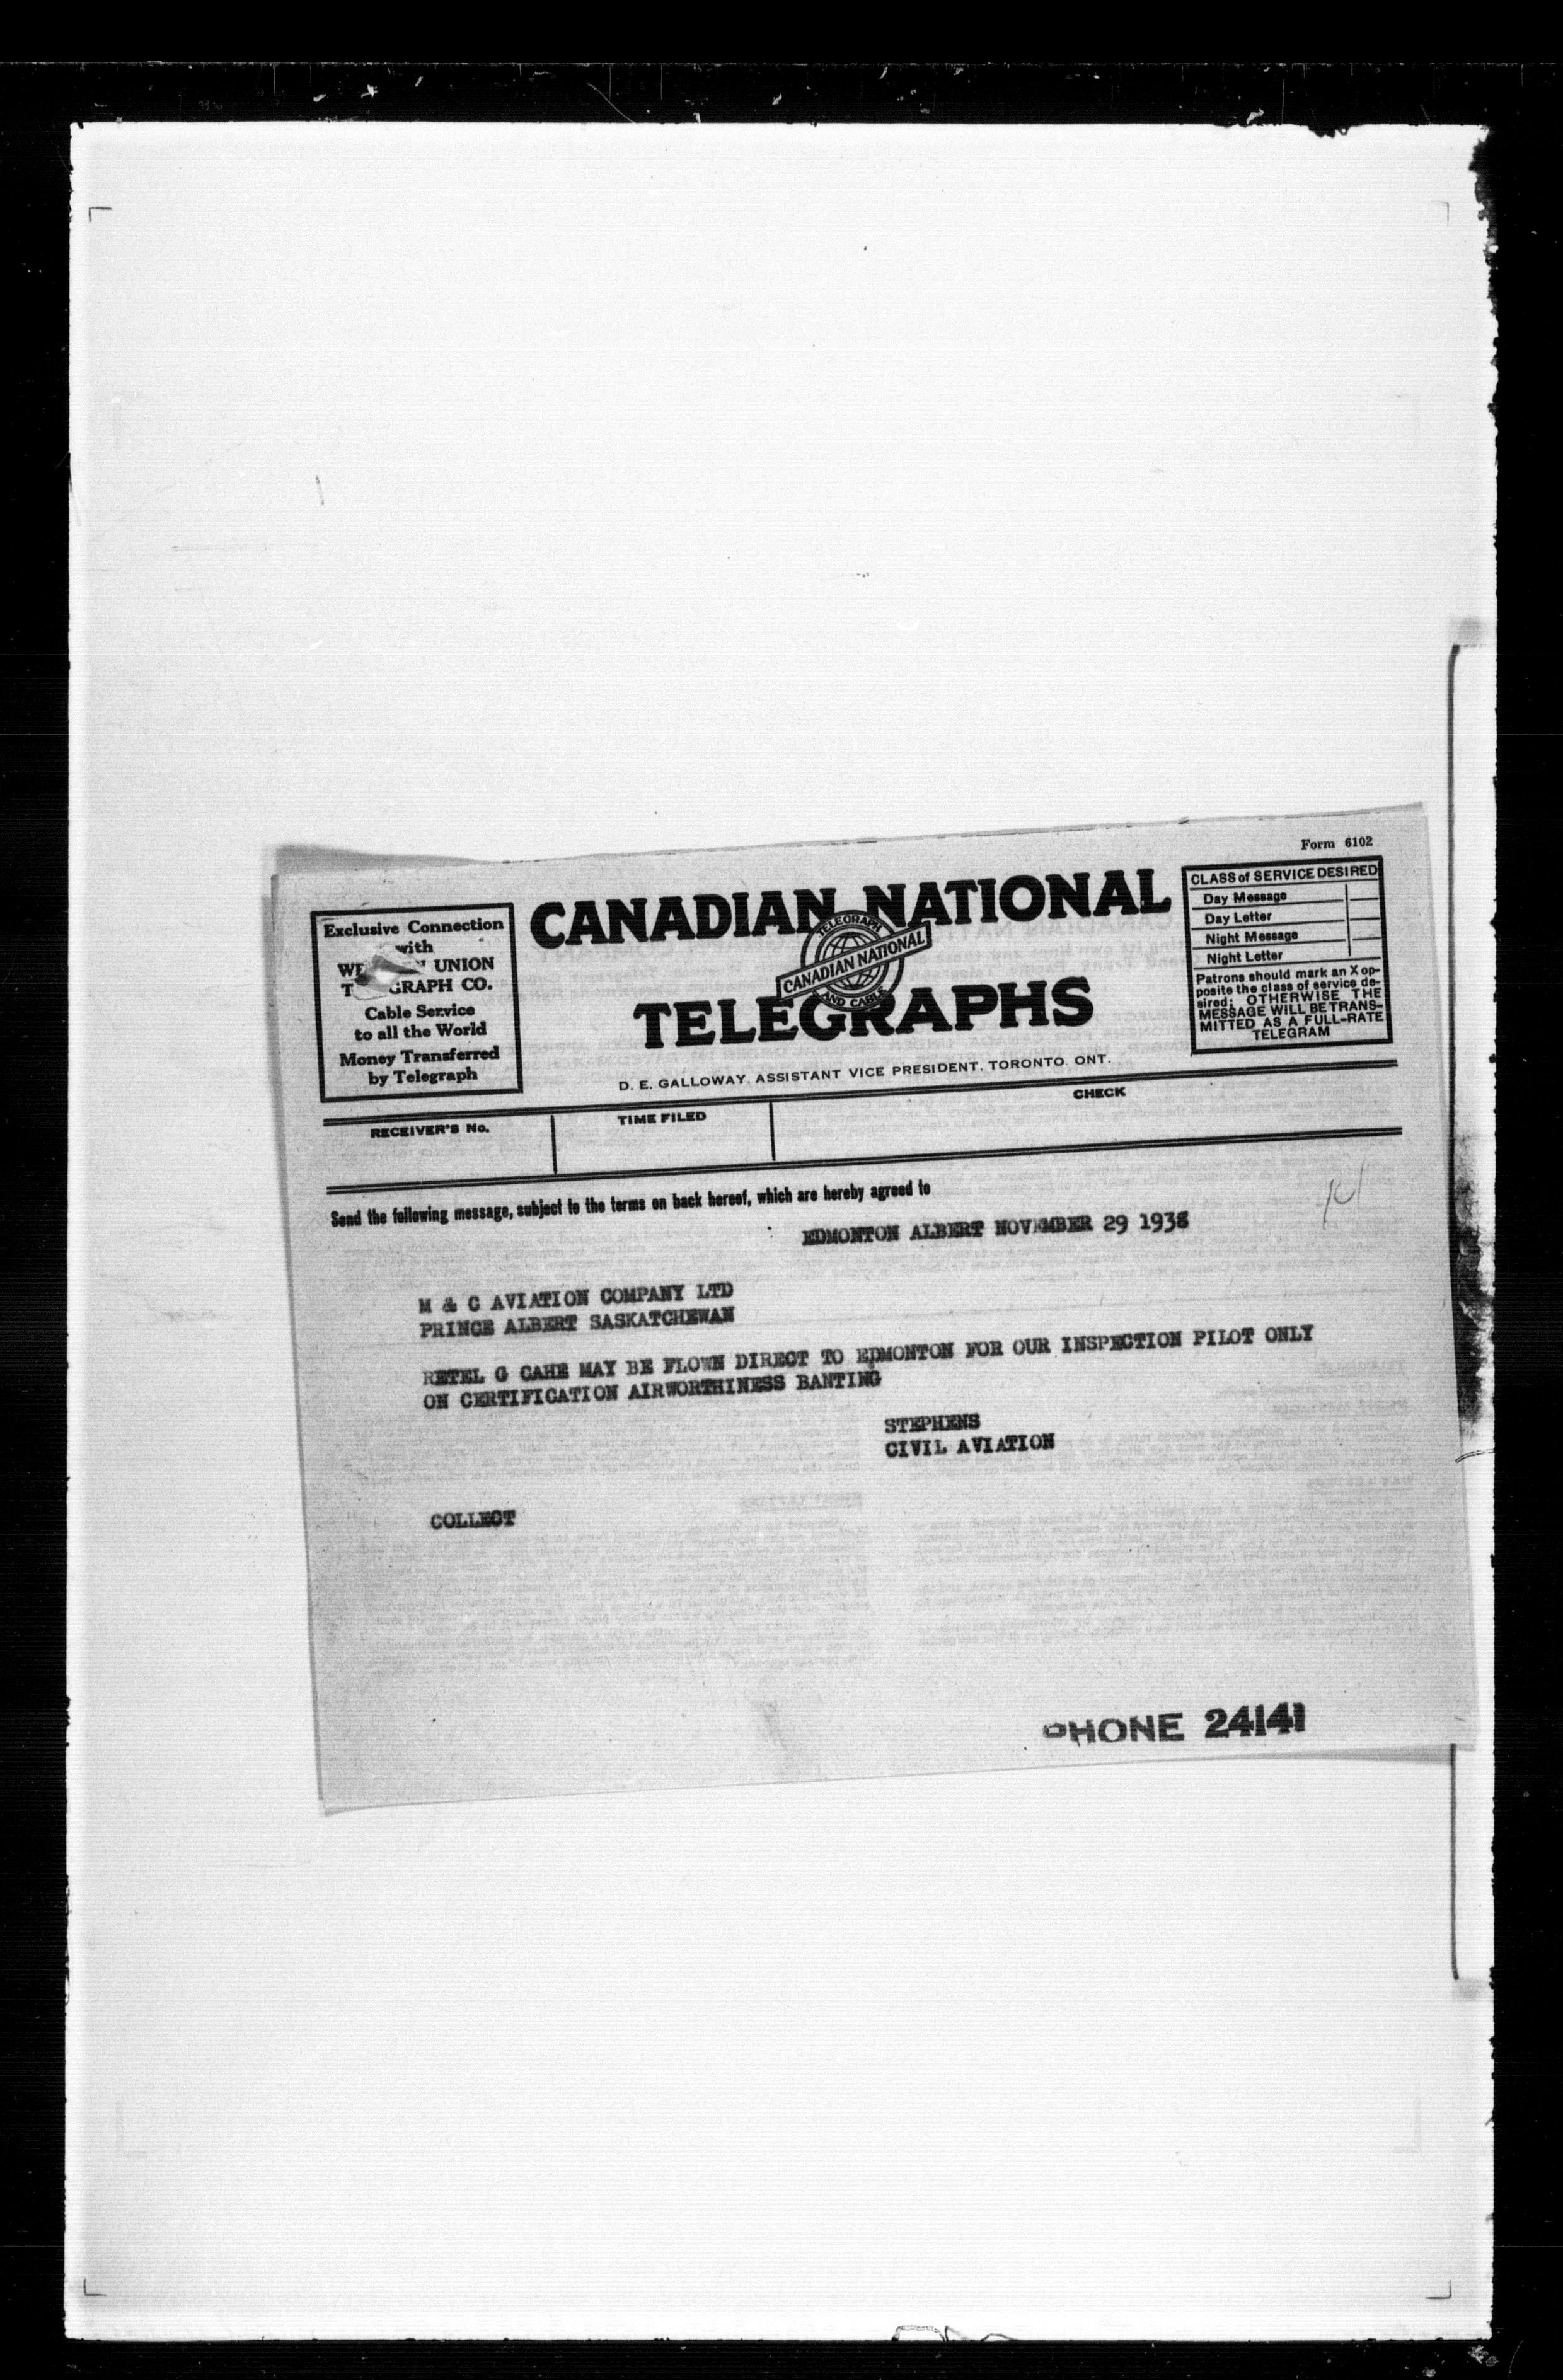 Form 6102
Exclusive Connection
with
UNION
GRAPH CO.
Cable Service
to all the World
Money Transferred
by Telegraph
CANADIAN NATIONAL
TELEGRAPH
CANADIAN NATIONAL
AND CABLE
TELEGRAPHS
D. E. GALLOWAY, ASSISTANT VICE PRESIDENT, TORONTO, ONT.
CLASS of SERVICE DESIRED
Day Message
Day Letter
Night Message
Night Letter
Patrons should mark an X op-
posite the class of service de-
sired; OTHERWISE THE
MESSAGE WILL BE TRANS-
MITTED AS A FULL-RATE
TELEGRAM
RECEIVER'S No.
TIME FILED
CHECK
Send the following message, subject to the terms on back hereof, which are hereby agreed to
EDMONTON ALBERT NOVEMBER 29 1938
M & C AVIATION COMPANY LTD
PRINCE ALBERT SASKATCHEWAN
RETEL G CAHE MAY BE FLOWN DIRECT TO EDMONTON FOR OUR INSPECTION PILOT ONLY
ON CERTIFICATION AIRWORTHINESS BANTING
STEPHENS
CIVIL AVIATION
COLLECT
PHONE 24141